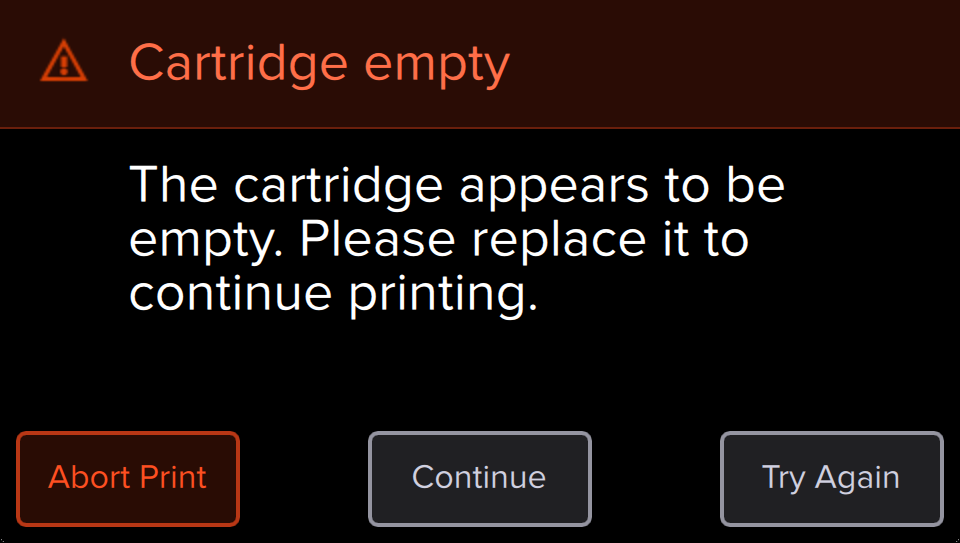 Cartridge empty
The cartridge appears to be
empty. Please replace it to
continue printing.
Abort Print
Continue
Try Again